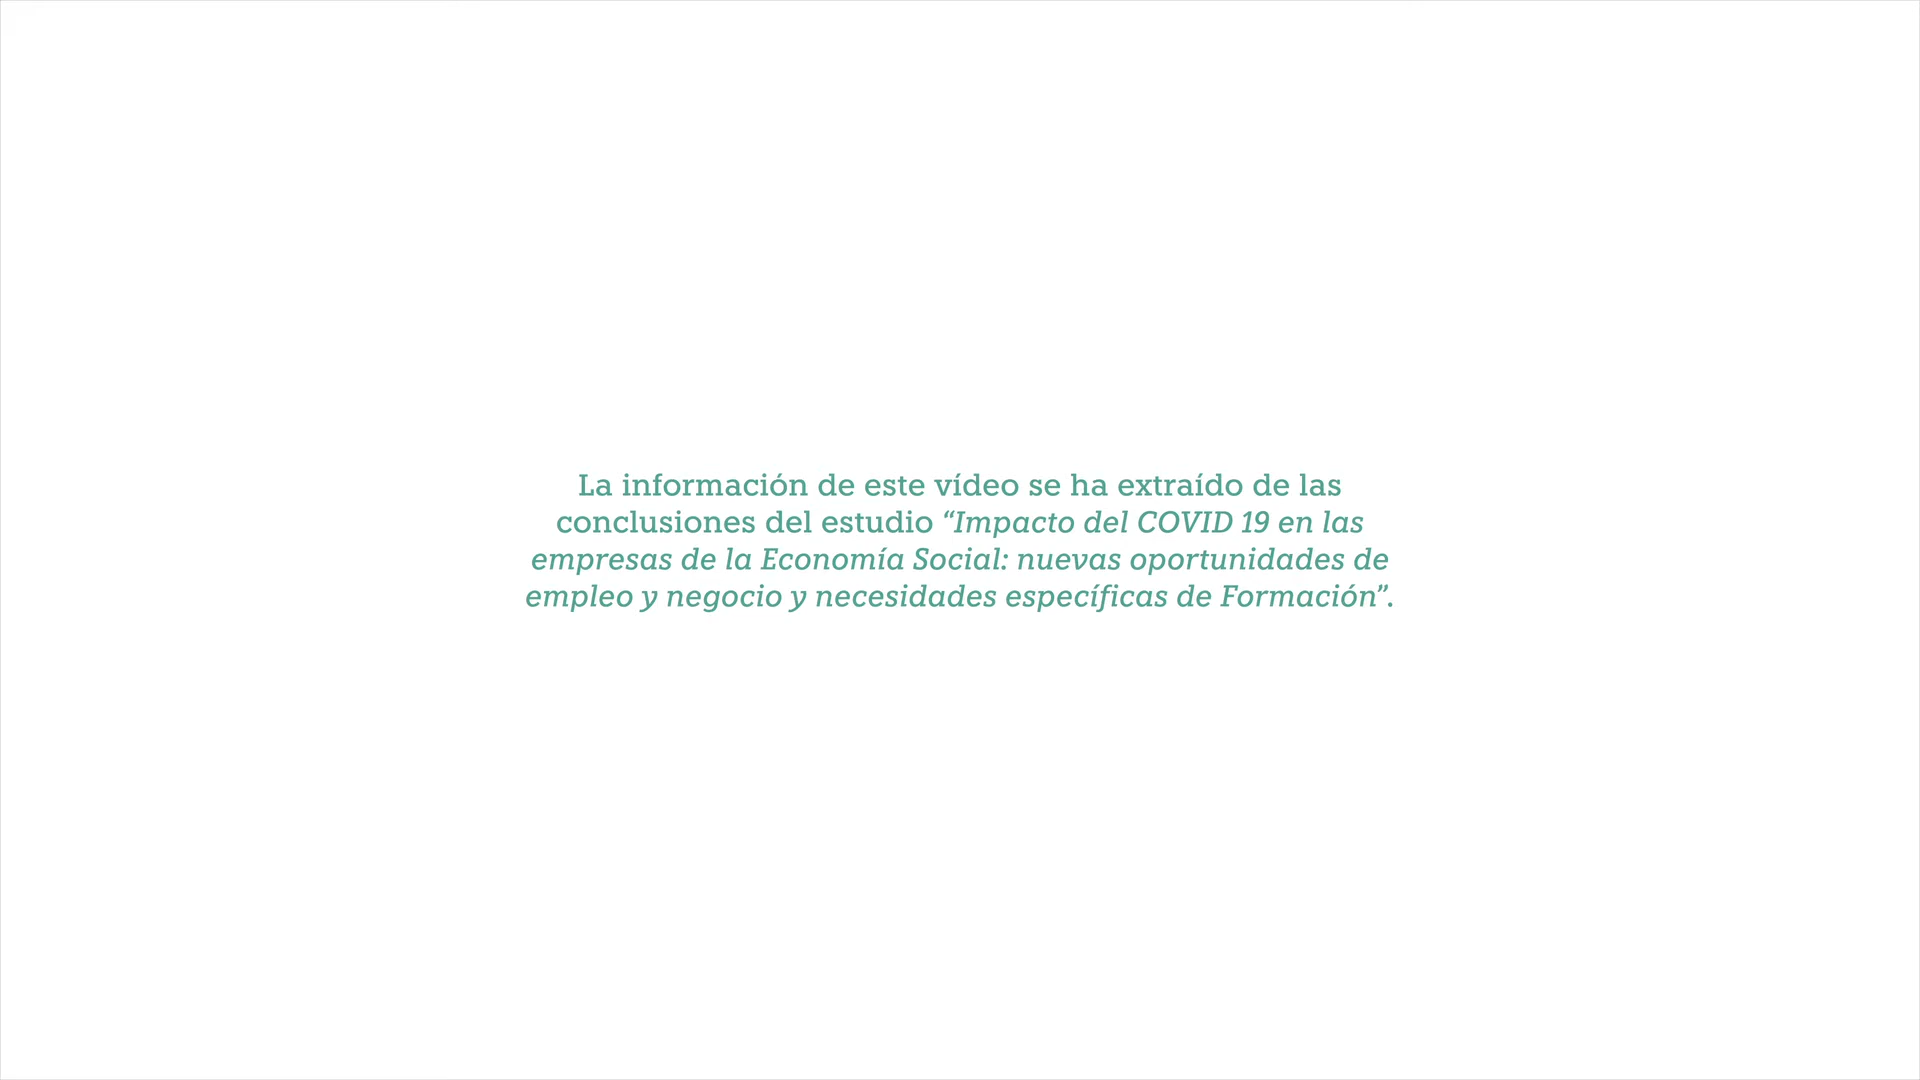 La información de este vídeo se ha extraído de las
conclusiones del estudio “Impacto del COVID 19 en las
empresas de la Economía Social: nuevas oportunidades de
empleo y negocio y necesidades específicas de Formación”.